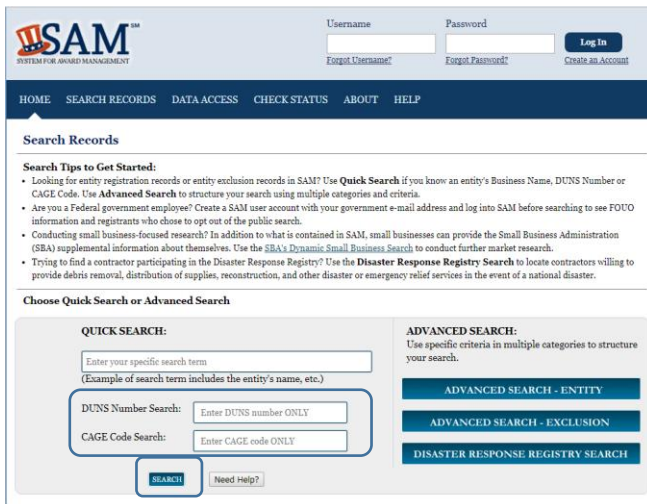 Username Password
SAM SM
SYSTEM FOR AWARD MANAGEMENT
Log In
Forgot Username? Forgot Password? Create an Account
HOME SEARCH RECORDS DATA ACCESS CHECK STATUS ABOUT HELP
Search Records
Search Tips to Get Started:
• Looking for entity registration records or entity exclusion records in SAM? Use Quick Search if you know an entity's Business Name, DUNS Number or
CAGE Code. Use Advanced Search to structure your search using multiple categories and criteria.
• Are you a Federal government employee? Create a SAM user account with your government e-mail address and log into SAM before searching to see FOUO
information and registrants who chose to opt out of the public search.
• Conducting small business-focused research? In addition to what is contained in SAM, small businesses can provide the Small Business Administration
(SBA) supplemental information about themselves. Use the SBA's Dynamic Small Business Search to conduct further market research.
• Trying to find a contractor participating in the Disaster Response Registry? Use the Disaster Response Registry Search to locate contractors willing to
provide debris removal, distribution of supplies, reconstruction, and other disaster or emergency relief services in the event of a national disaster.
Choose Quick Search or Advanced Search
QUICK SEARCH:
Enter your specific search term
(Example of search term includes the entity's name, etc.)
DUNS Number Search: Enter DUNS number ONLY
CAGE Code Search: Enter CAGE code ONLY
SEARCH Need Help?
ADVANCED SEARCH:
Use specific criteria in multiple categories to structure
your search.
ADVANCED SEARCH - ENTITY
ADVANCED SEARCH - EXCLUSION
DISASTER RESPONSE REGISTRY SEARCH